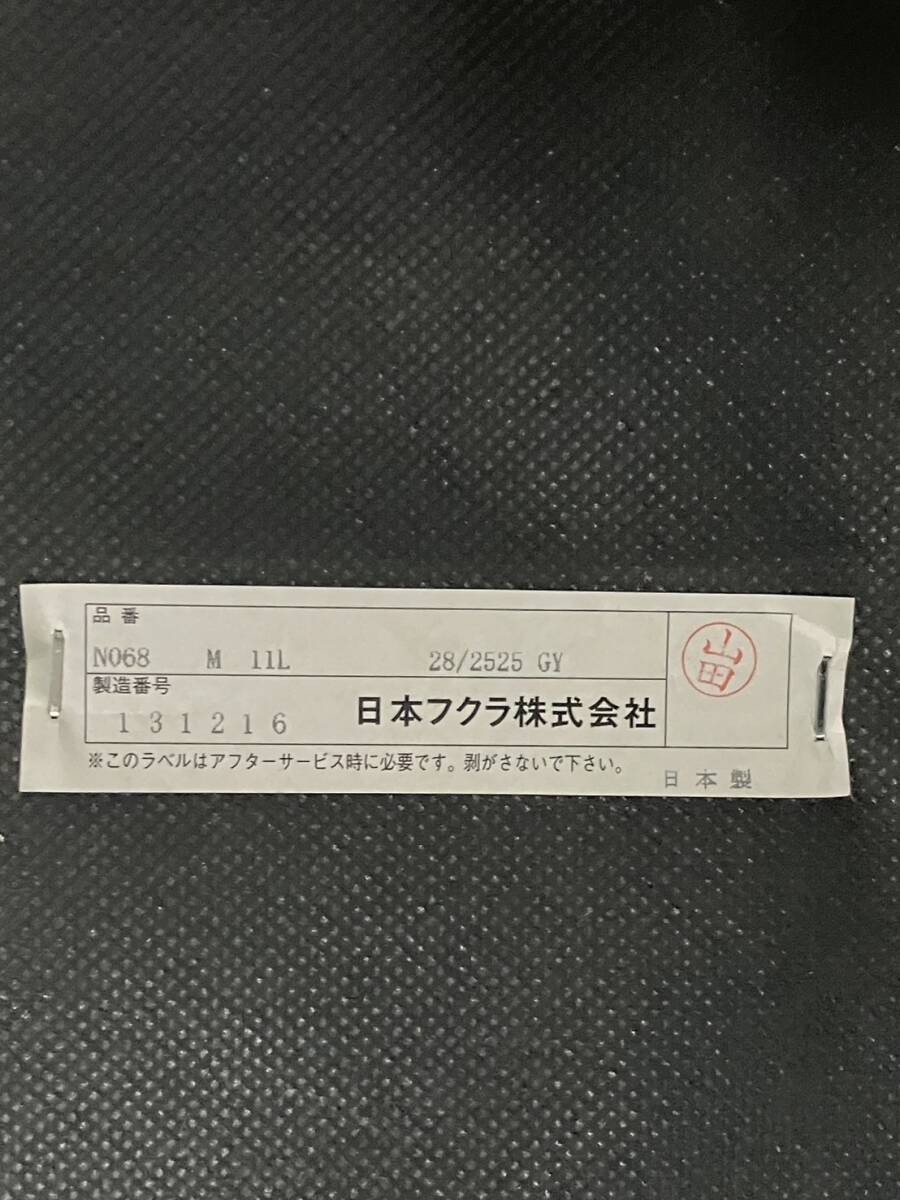 品番
N068 M 11L 28/2525 GY
製造番号
131216
日本フクラ株式会社
山田
※このラベルはアフターサービス時に必要です。剥がさないで下さい。
日本製